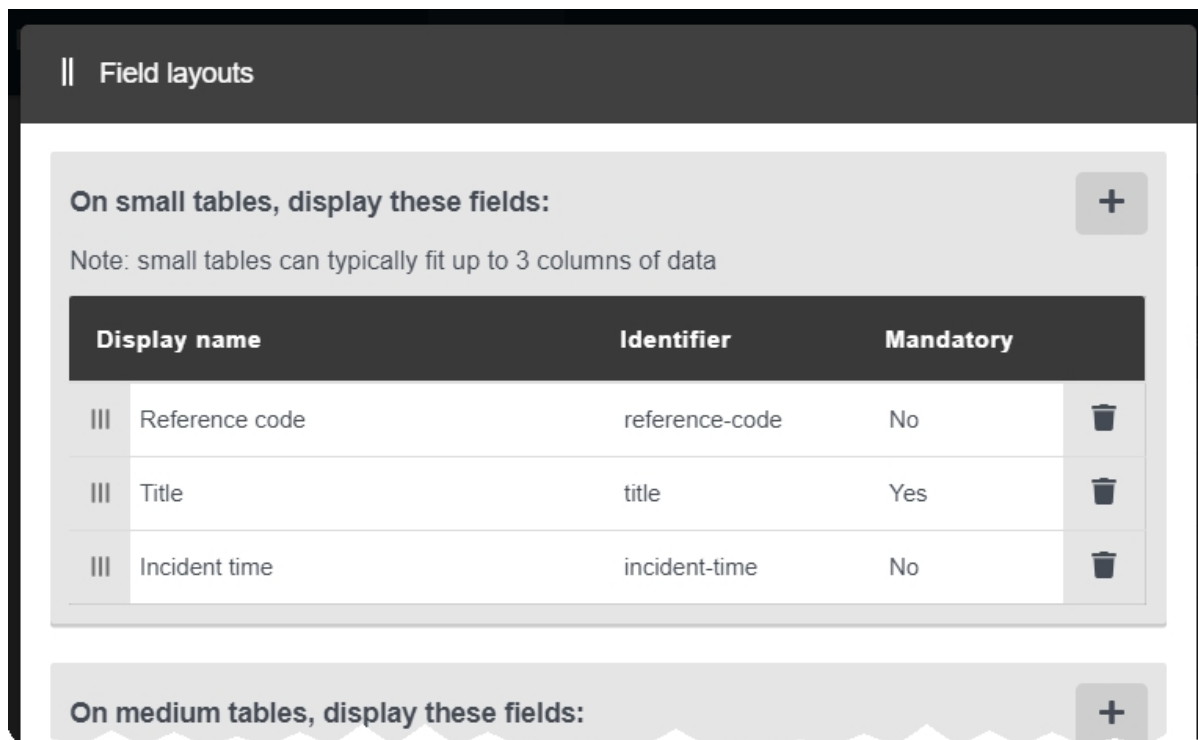 Field layouts
On small tables, display these fields:
Note: small tables can typically fit up to 3 columns of data
Display name Identifier Mandatory
Reference code reference-code No
Title title Yes
Incident time incident-time No
On medium tables, display these fields: